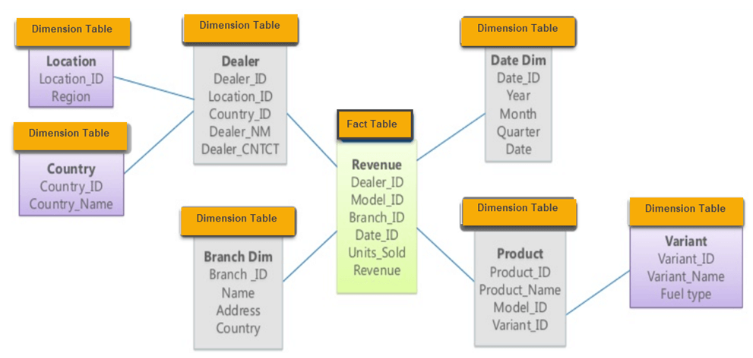 Dimension Table
Location
Location_ID
Region
Dimension Table
Dealer
Dealer_ID
Location_ID
Country_ID
Dealer_NM
Dealer_CNTCT
Dimension Table
Date Dim
Date_ID
Year
Month
Quarter
Date
Dimension Table
Country
Country_ID
Country_Name
Fact Table
Revenue
Dealer_ID
Model_ID
Branch_ID
Date_ID
Units_Sold
Revenue
Dimension Table
Branch Dim
Branch _ID
Name
Address
Country
Dimension Table
Product
Product_ID
Product_Name
Model_ID
Variant_ID
Dimension Table
Variant
Variant_ID
Variant_Name
Fuel type